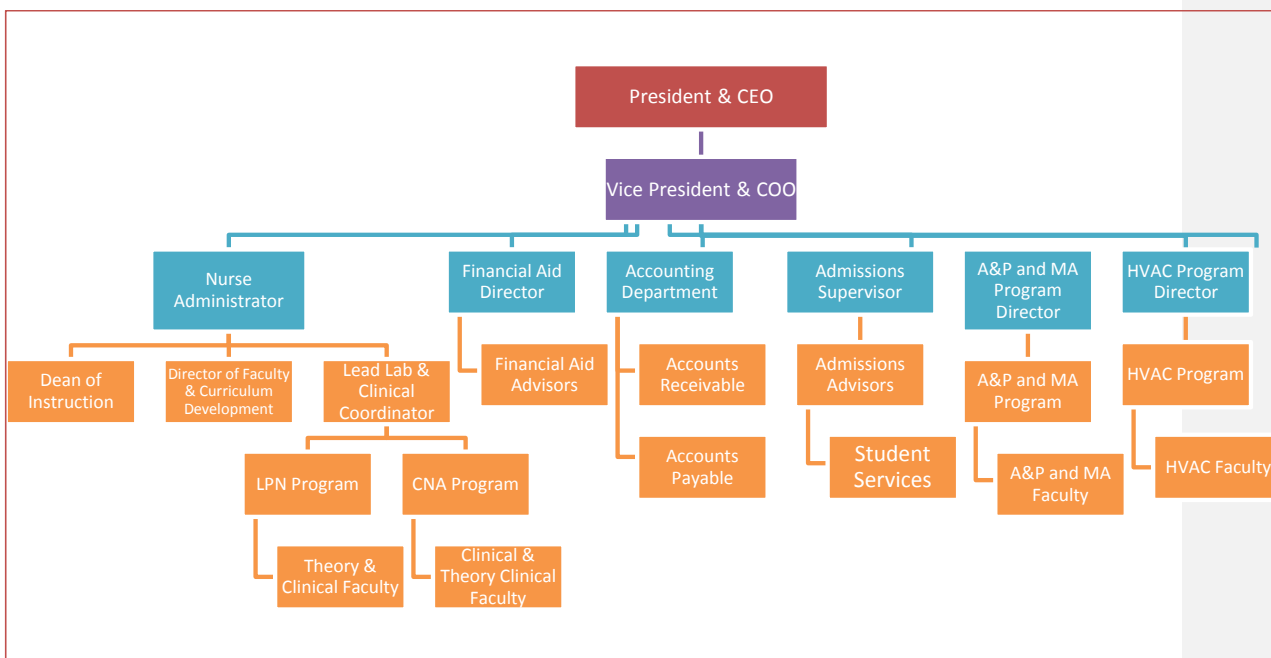 President & CEO
Vice President & COO
Nurse
Administrator
Financial Aid
Director
Accounting
Department
Admissions
Supervisor
A&P and MA
Program
Director
HVAC Program
Director
Dean of
Instruction
Director of Faculty
& Curriculum
Development
Lead Lab &
Clinical
Coordinator
Financial Aid
Advisors
Accounts
Receivable
Admissions
Advisors
A&P and MA
Program
HVAC Program
LPN Program
CNA Program
Accounts
Payable
Student
Services
A&P and MA
Faculty
HVAC Faculty
Theory &
Clinical Faculty
Clinical &
Theory Clinical
Faculty